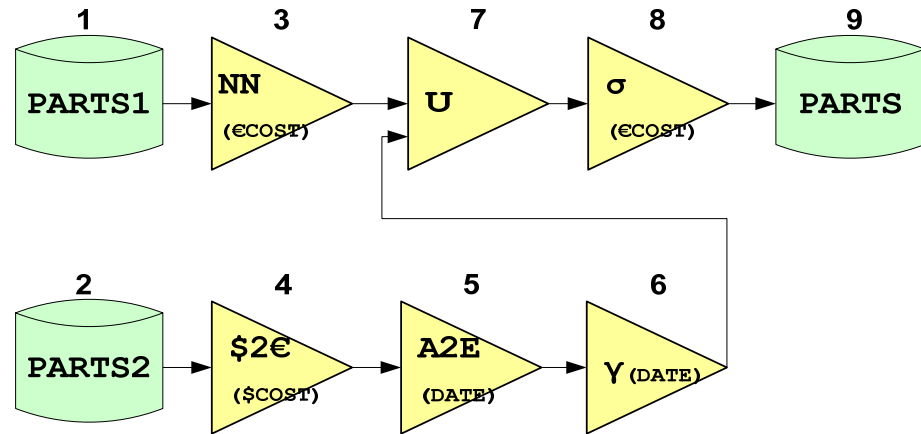 1 3 7 8 9
PARTS1 NN U σ PARTS
(€COST) (€COST)
2 4 5 6
PARTS2 $2€ A2E γ(DATE)
($COST) (DATE)